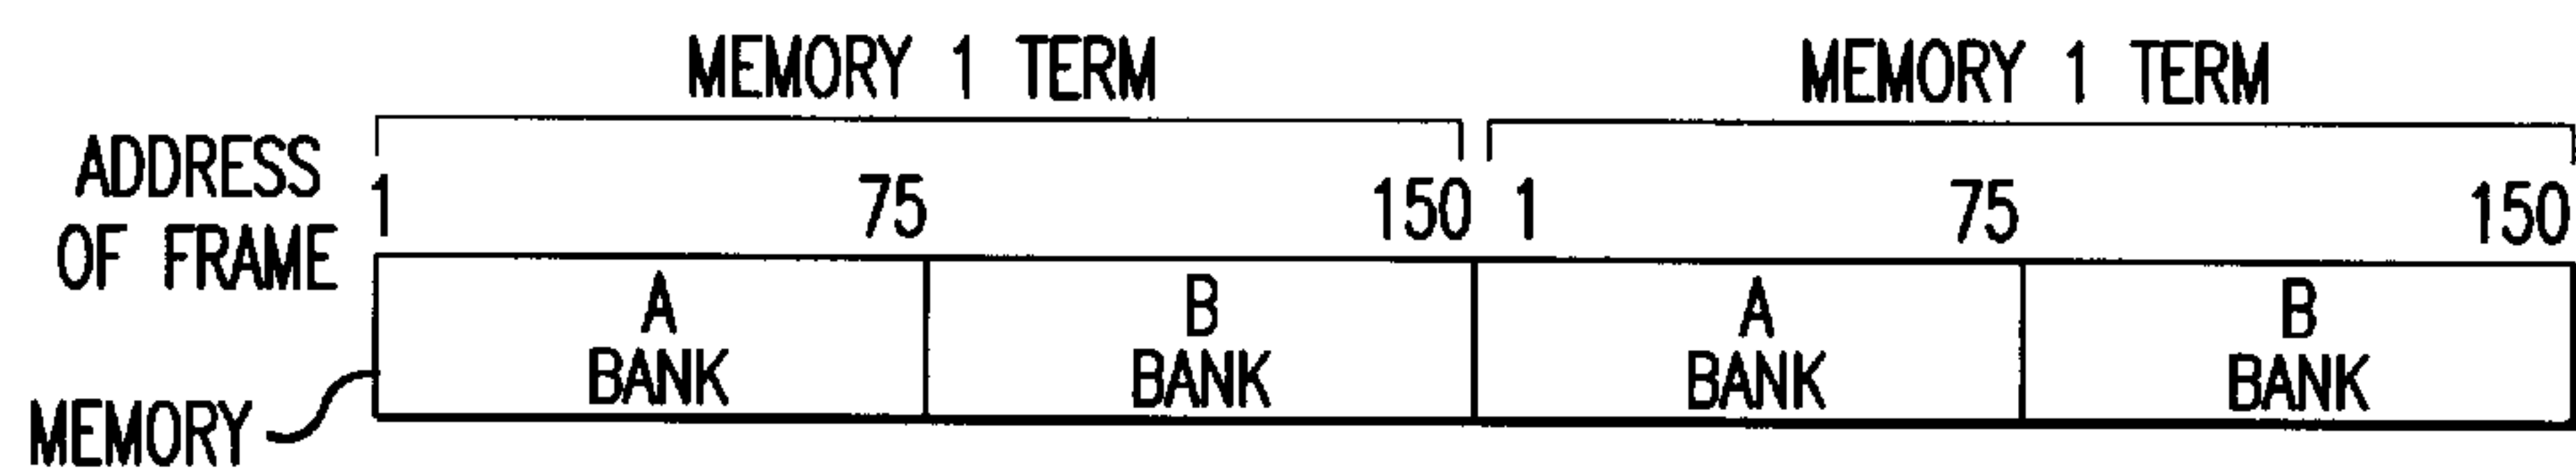 MEMORY 1 TERM MEMORY 1 TERM
ADDRESS
OF FRAME
1 75 150 1 75 150
A B A B
BANK BANK BANK BANK
MEMORY